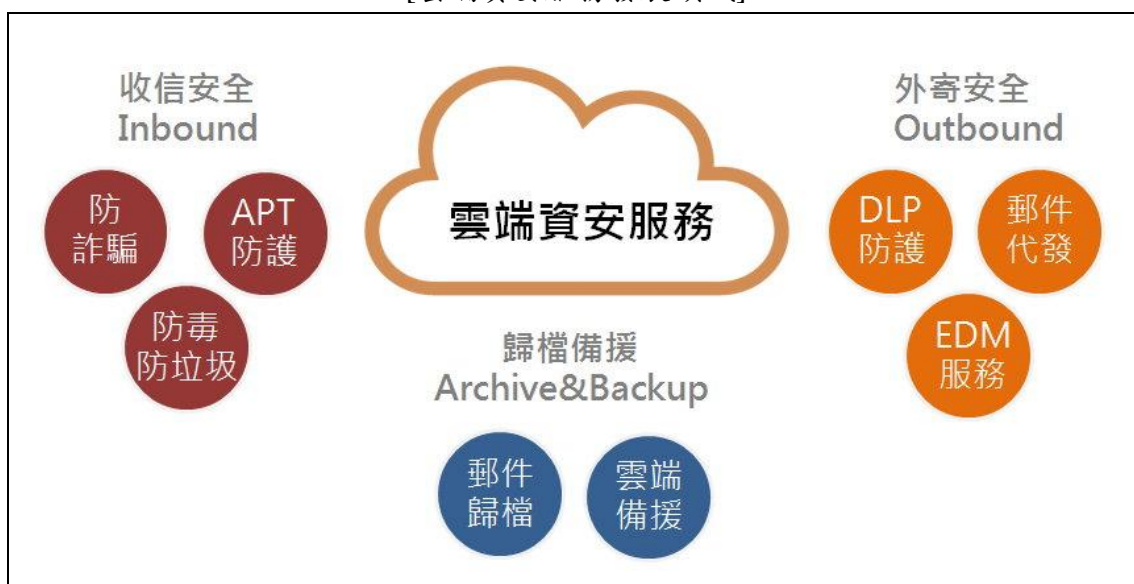 收信安全
Inbound
防
詐騙
APT
防護
防毒
防垃圾
雲端資安服務
歸檔備援
Archive&Backup
郵件
歸檔
雲端
備援
外寄安全
Outbound
DLP
防護
郵件
代發
EDM
服務